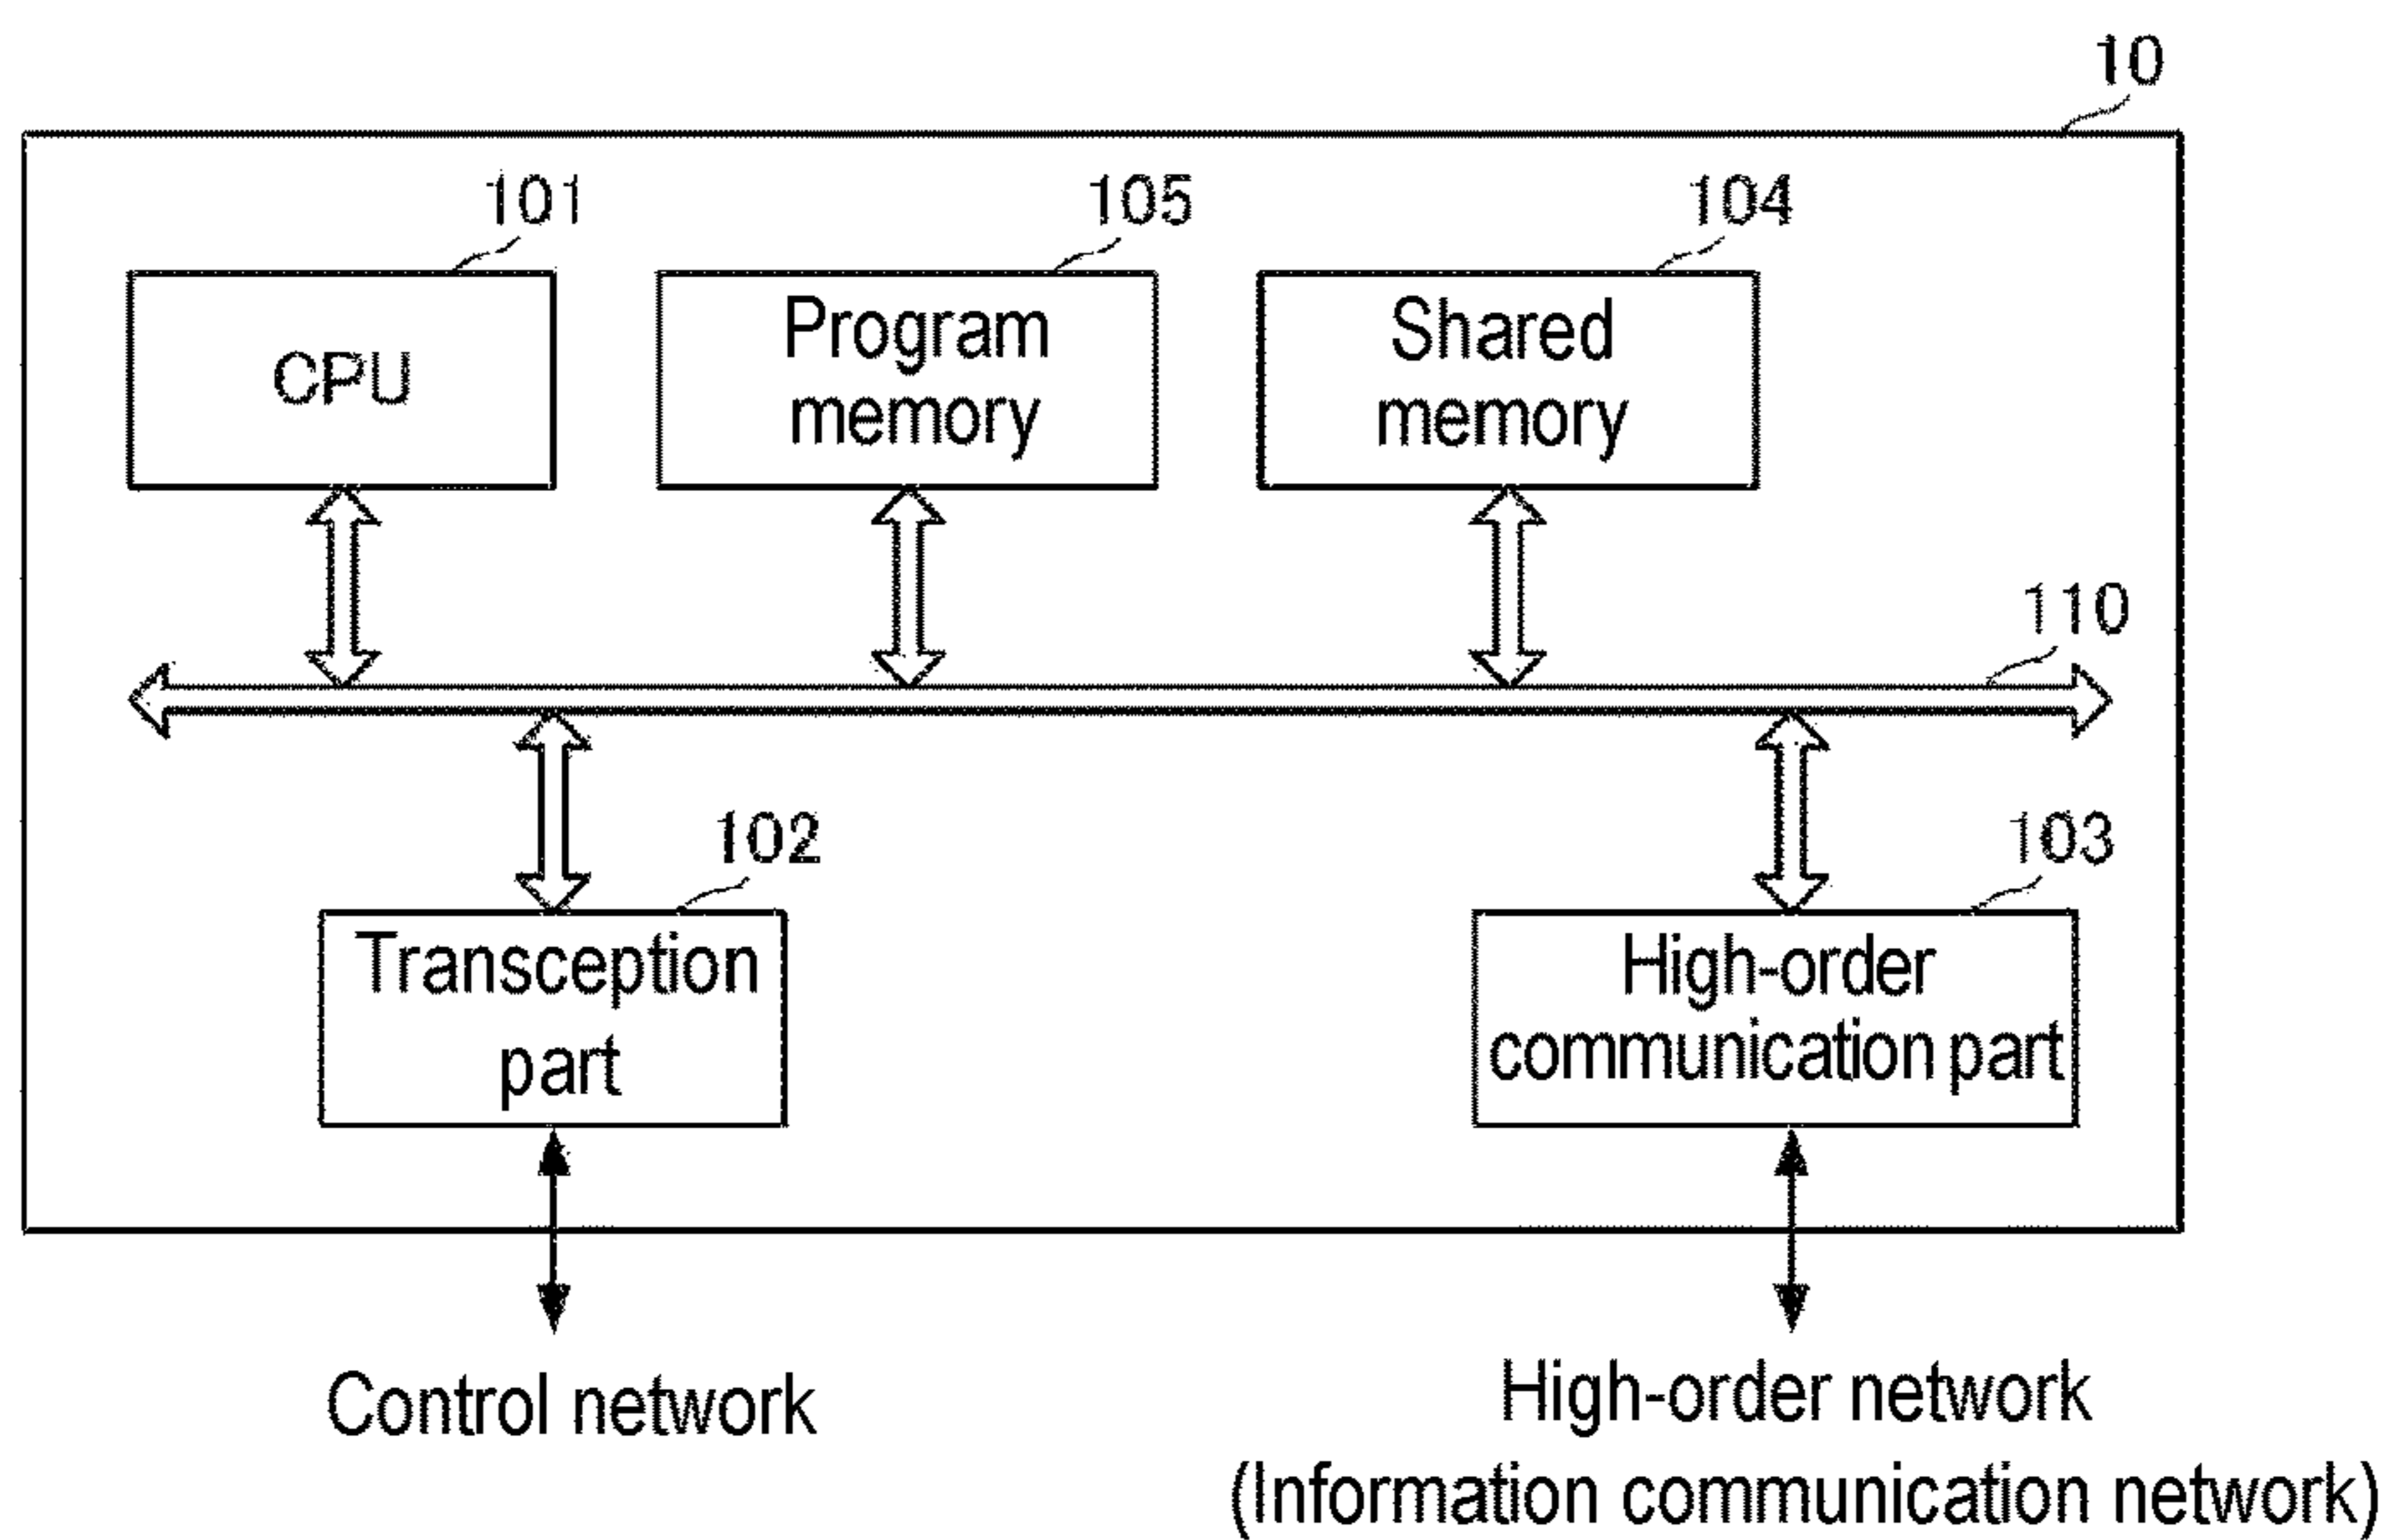 10
101
105
104
CPU
Program
memory
Shared
memory
110
102
103
Transception
part
High-order
communication part
Control network
High-order network
(Information communication network)